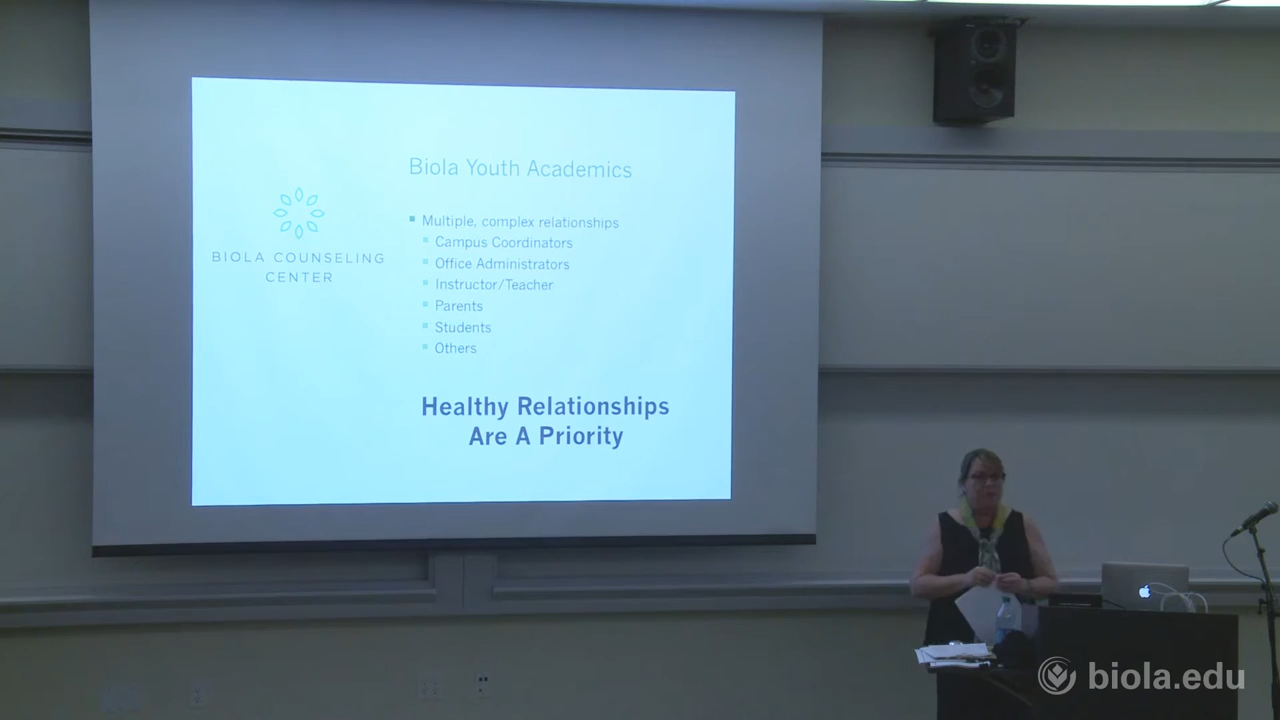 Biola Youth Academics
BIOLA COUNSELING
CENTER
Multiple, complex relationships
Campus Coordinators
Office Administrators
Instructor/Teacher
Parents
Students
Others
Healthy Relationships
Are A Priority
biola.edu